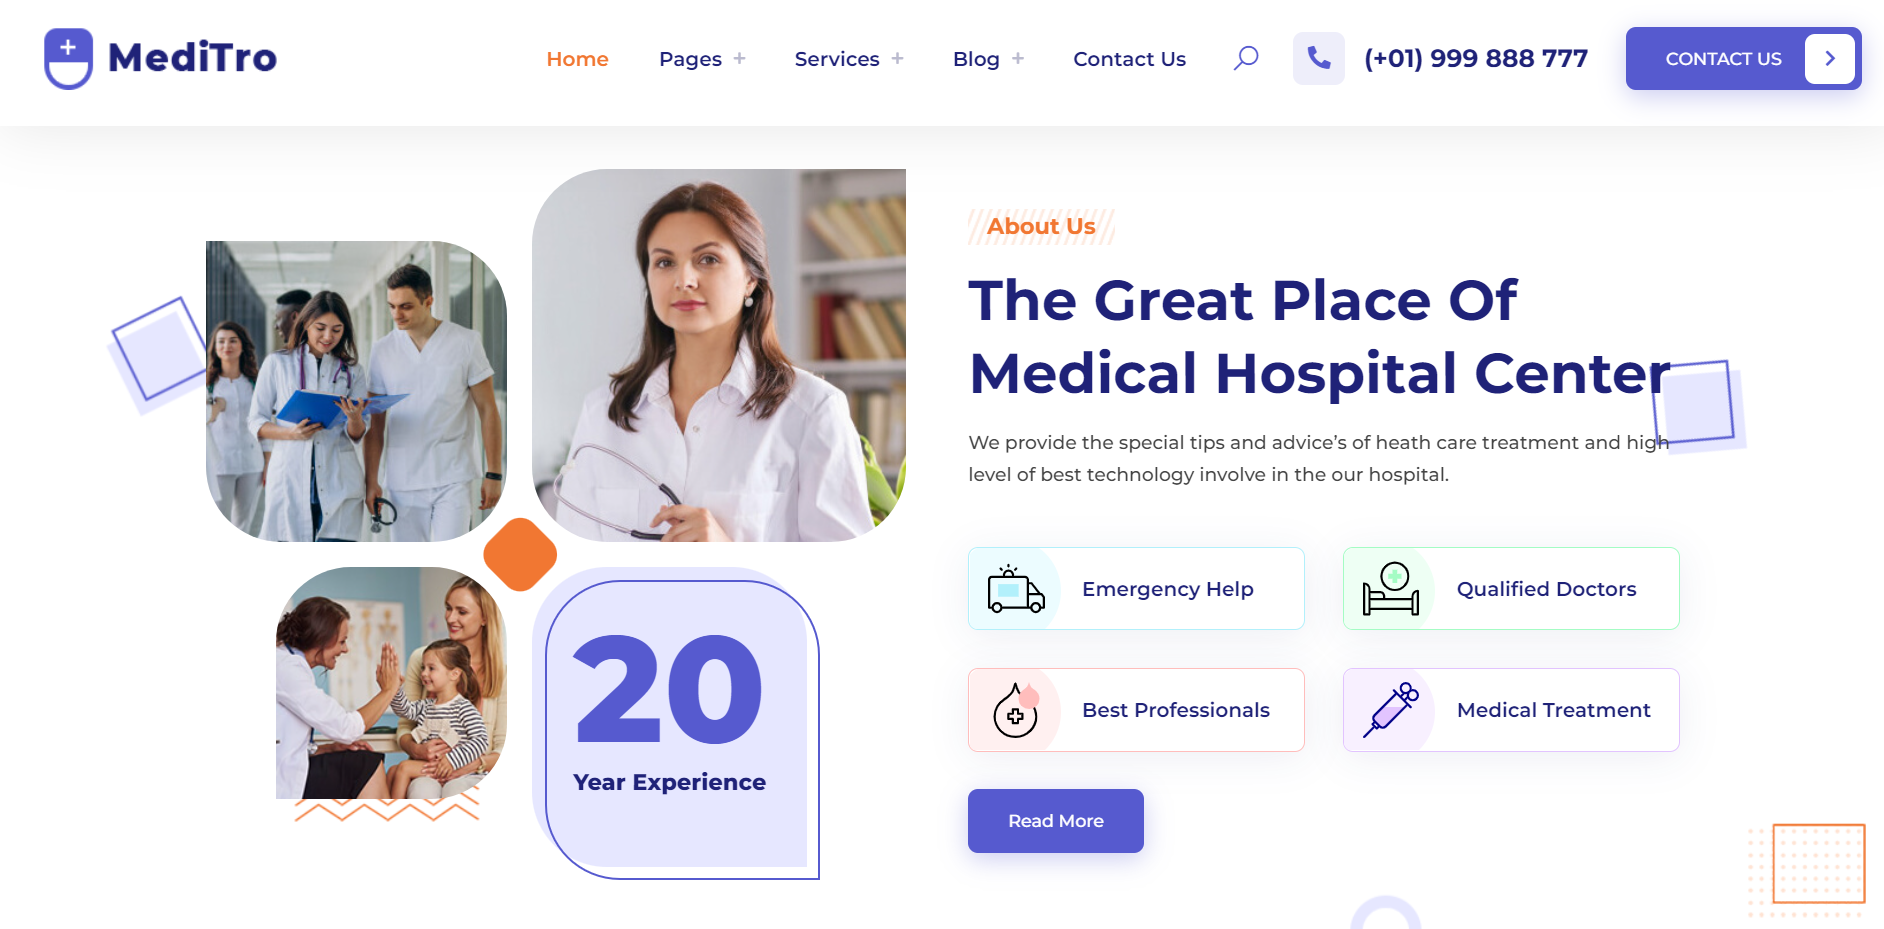 MediTro
Home
Pages +
Services +
Blog +
Contact Us
(+01) 999 888 777
CONTACT US
About Us
The Great Place Of
Medical Hospital Center
We provide the special tips and advice’s of heath care treatment and high
level of best technology involve in the our hospital.
Emergency Help
Qualified Doctors
Best Professionals
Medical Treatment
20
Year Experience
Read More